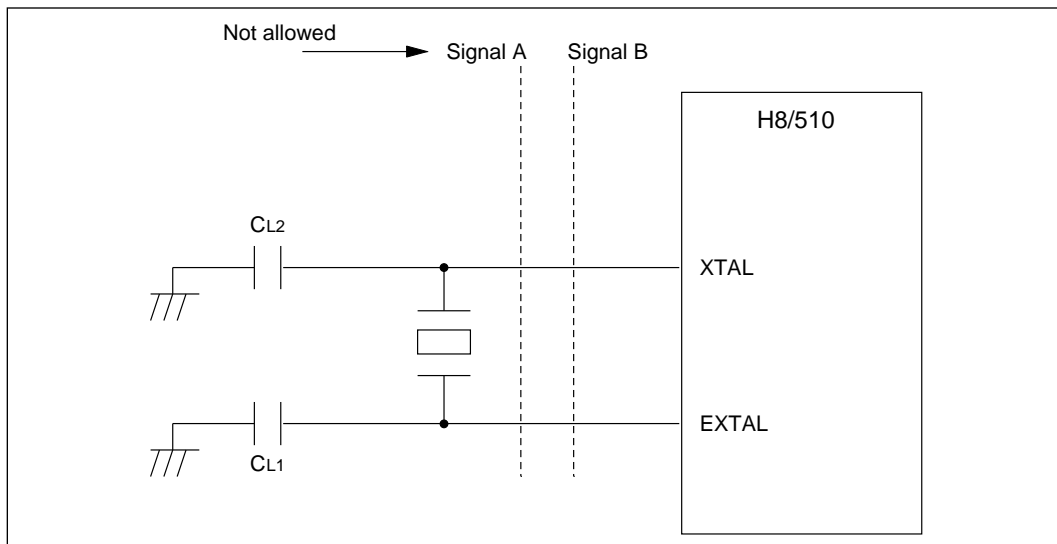 Not allowed
Signal A
Signal B
H8/510
CL2
XTAL
EXTAL
CL1